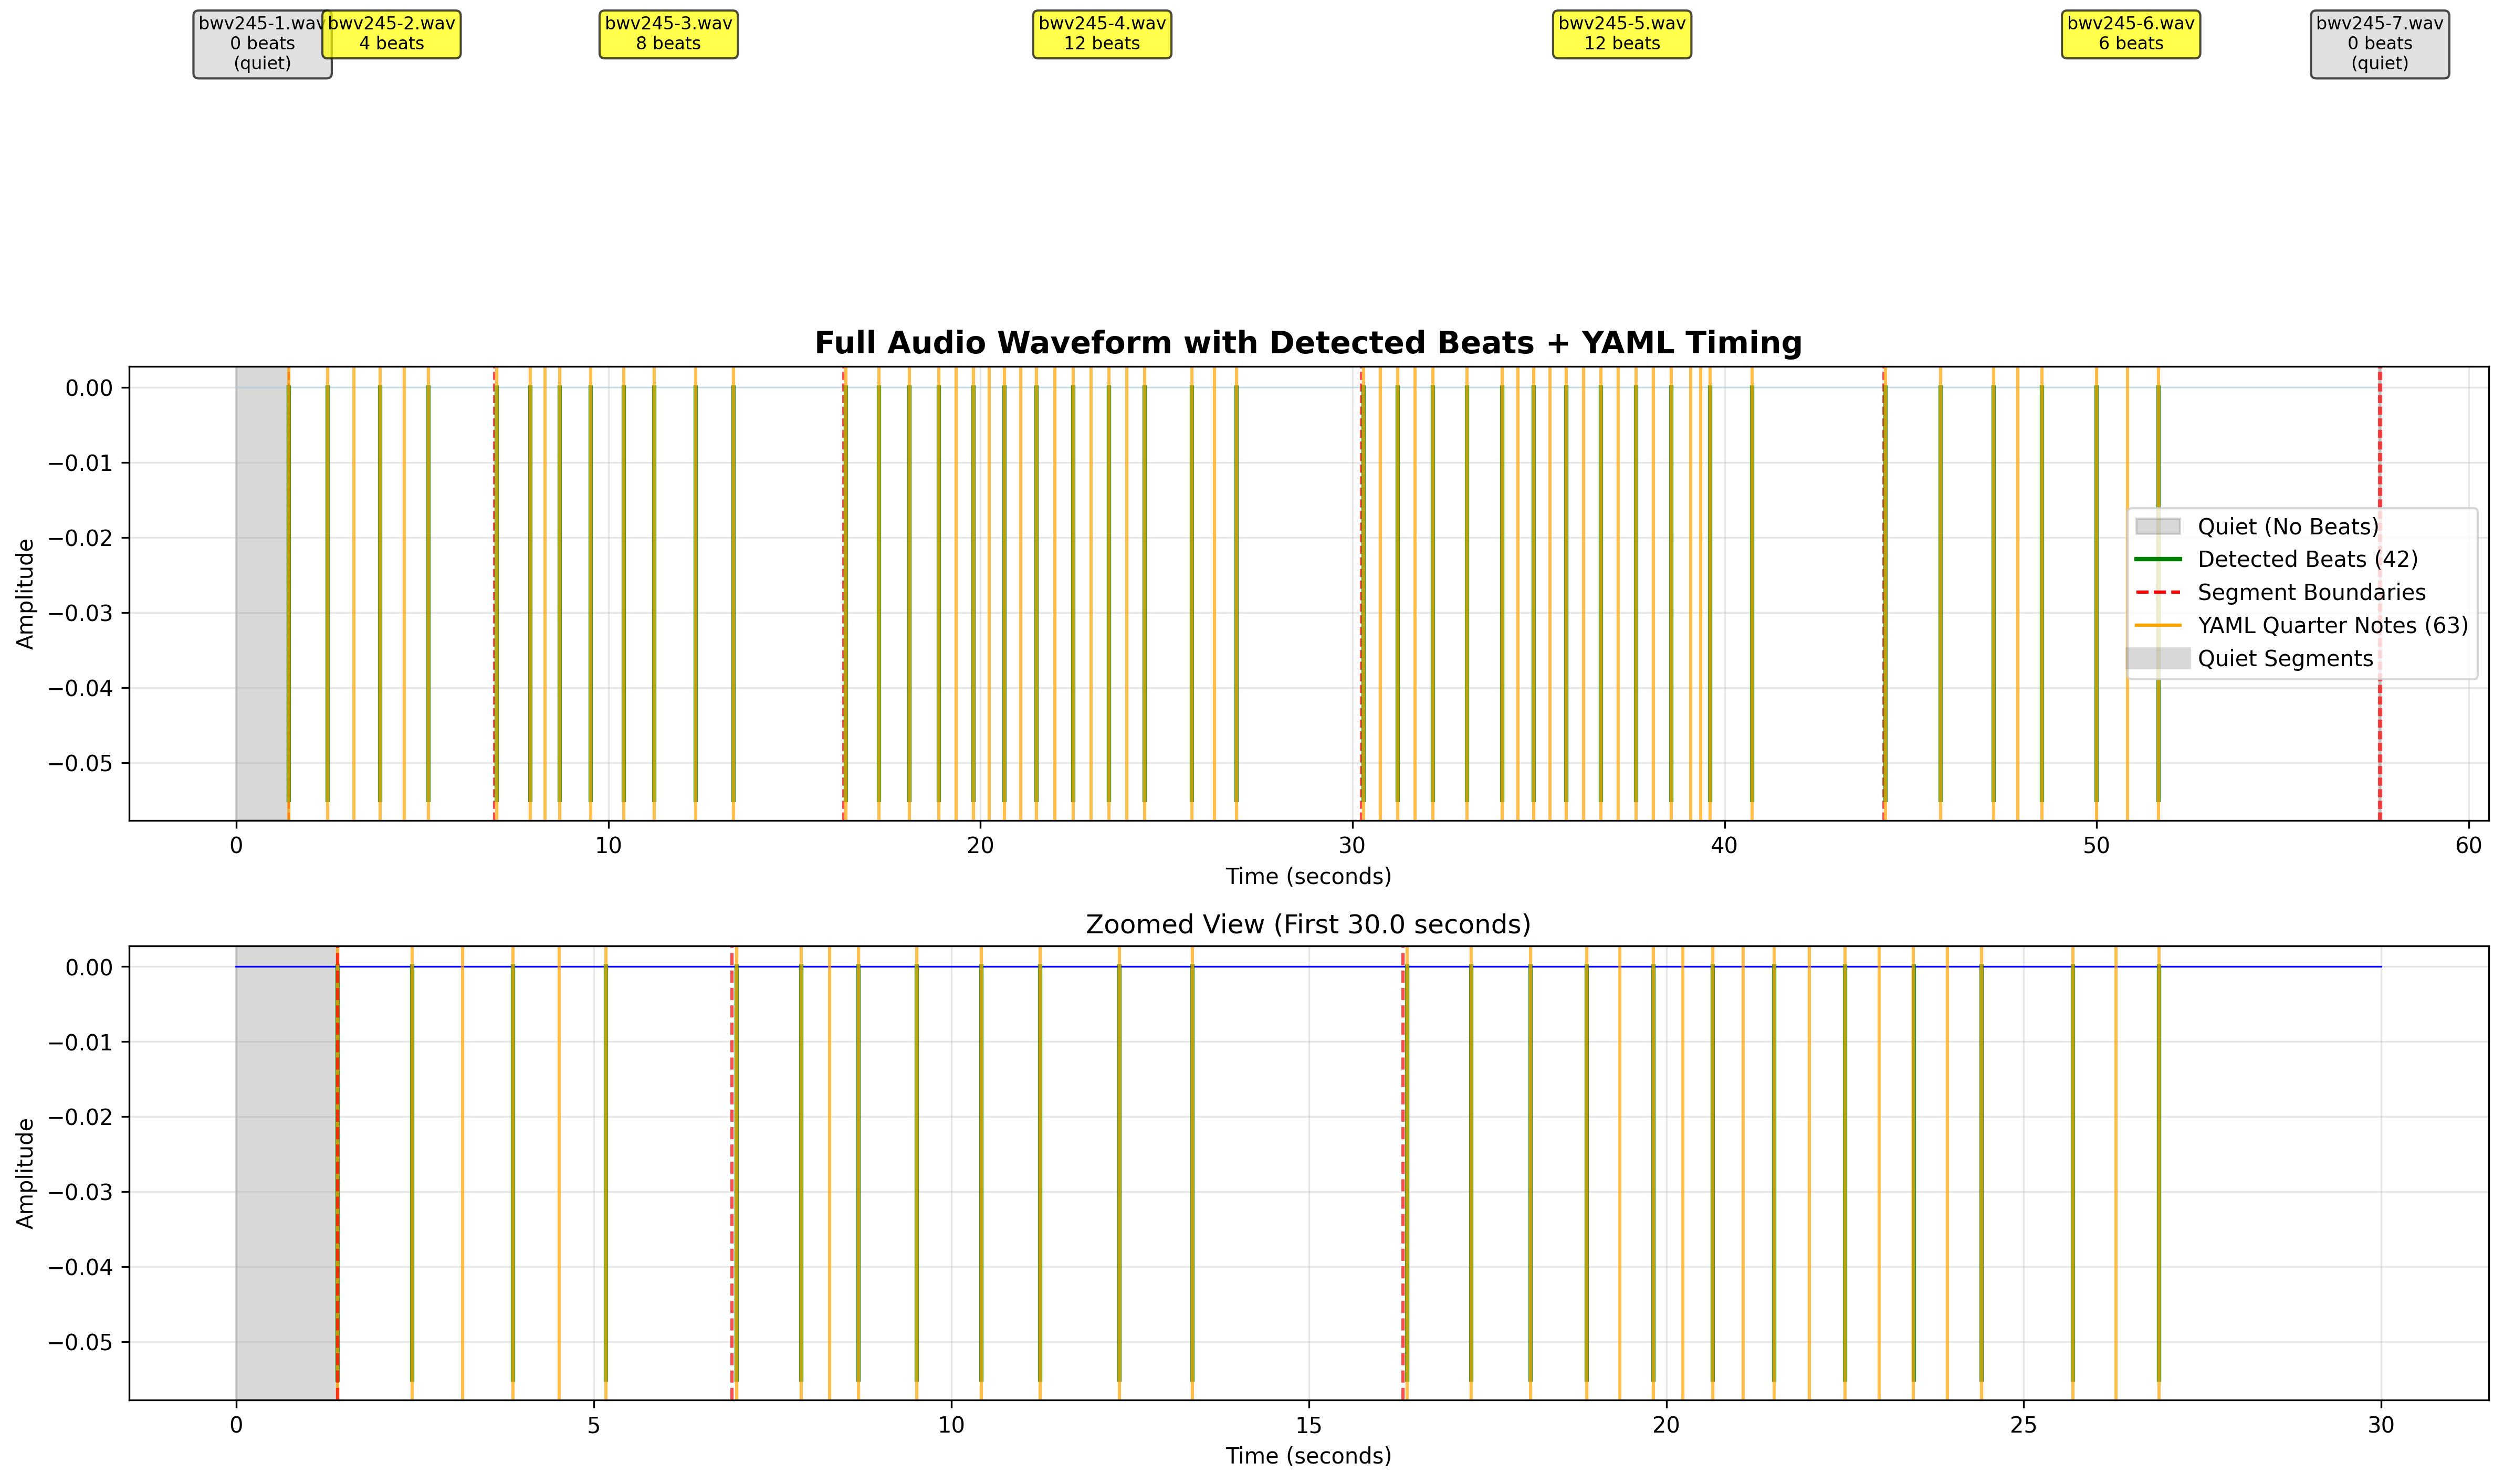 bwv245-1.wav
0 beats
(quiet)
bwv245-2.wav
4 beats
bwv245-3.wav
8 beats
bwv245-4.wav
12 beats
bwv245-5.wav
12 beats
bwv245-6.wav
6 beats
bwv245-7.wav
0 beats
(quiet)
Full Audio Waveform with Detected Beats + YAML Timing
Amplitude
0.00
−0.01
−0.02
−0.03
−0.04
−0.05
Quiet (No Beats)
Detected Beats (42)
Segment Boundaries
YAML Quarter Notes (63)
Quiet Segments
0 10 20 30 40 50 60
Time (seconds)
Zoomed View (First 30.0 seconds)
Amplitude
0.00
−0.01
−0.02
−0.03
−0.04
−0.05
0 5 10 15 20 25 30
Time (seconds)